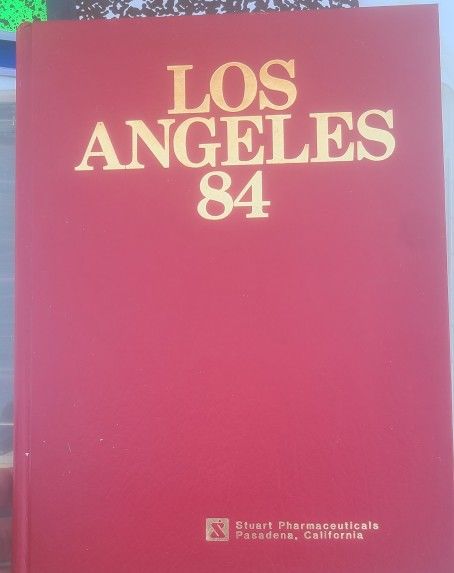 LOS
ANGELES
84
Stuart Pharmaceuticals
Pasadena, California